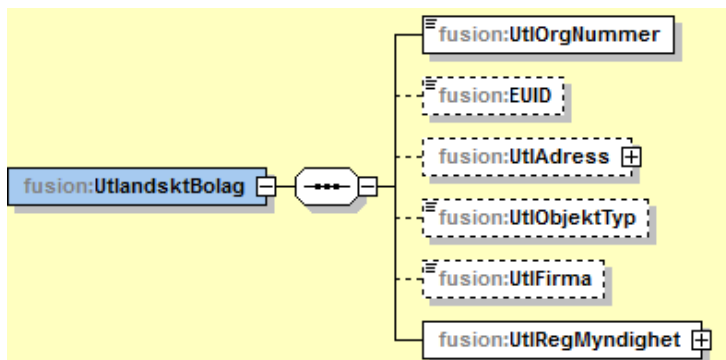 fusion:UtlOrgNummer
fusion:EUID
fusion:UtlAdress
fusion:UtlandsktBolag
fusion:UtlObjektTyp
fusion:UtlFirma
fusion:UtlRegMyndighet